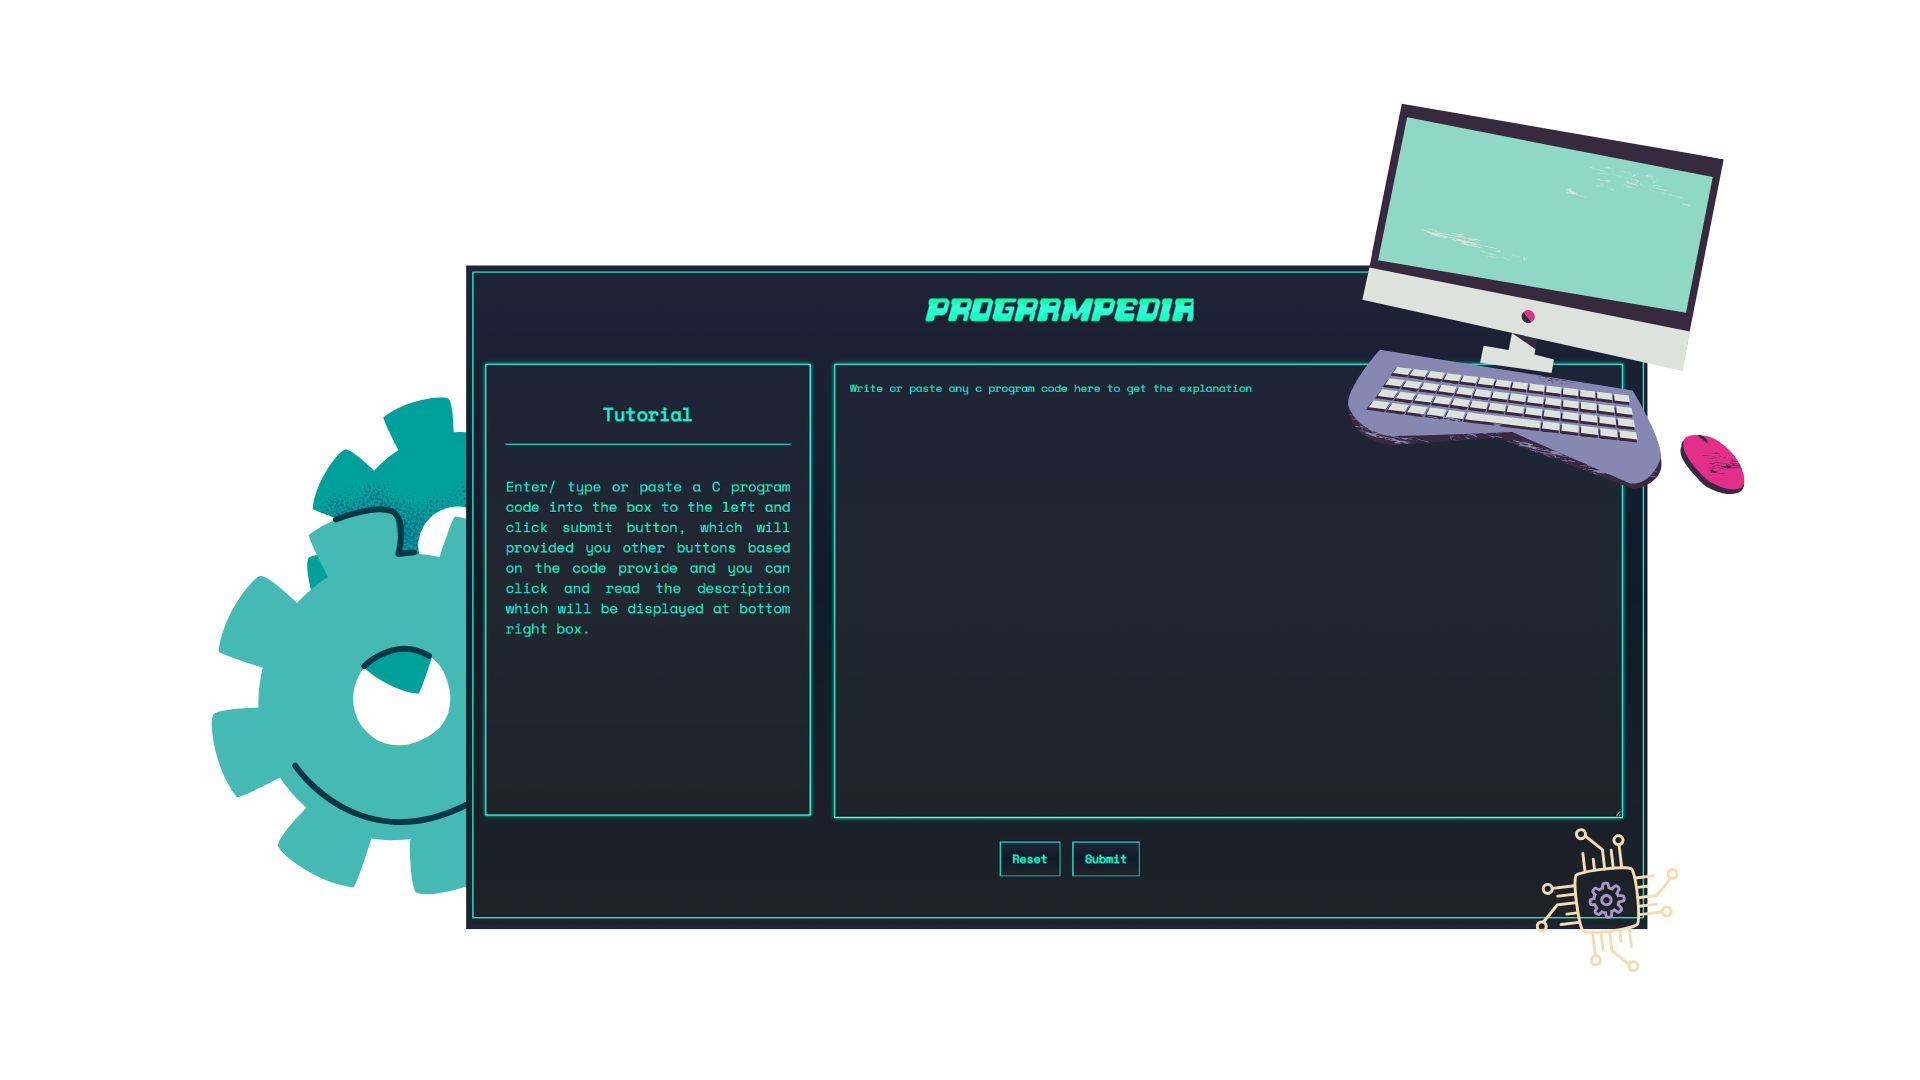 PROGRAMPEDIA
Tutorial
Enter/ type or paste a C program
code into the box to the left and
click submit button, which will
provided you other buttons based
on the code provide and you can
click and read the description
which will be displayed at bottom
right box.
Write or paste any c program code here to get the explanation
Reset
Submit